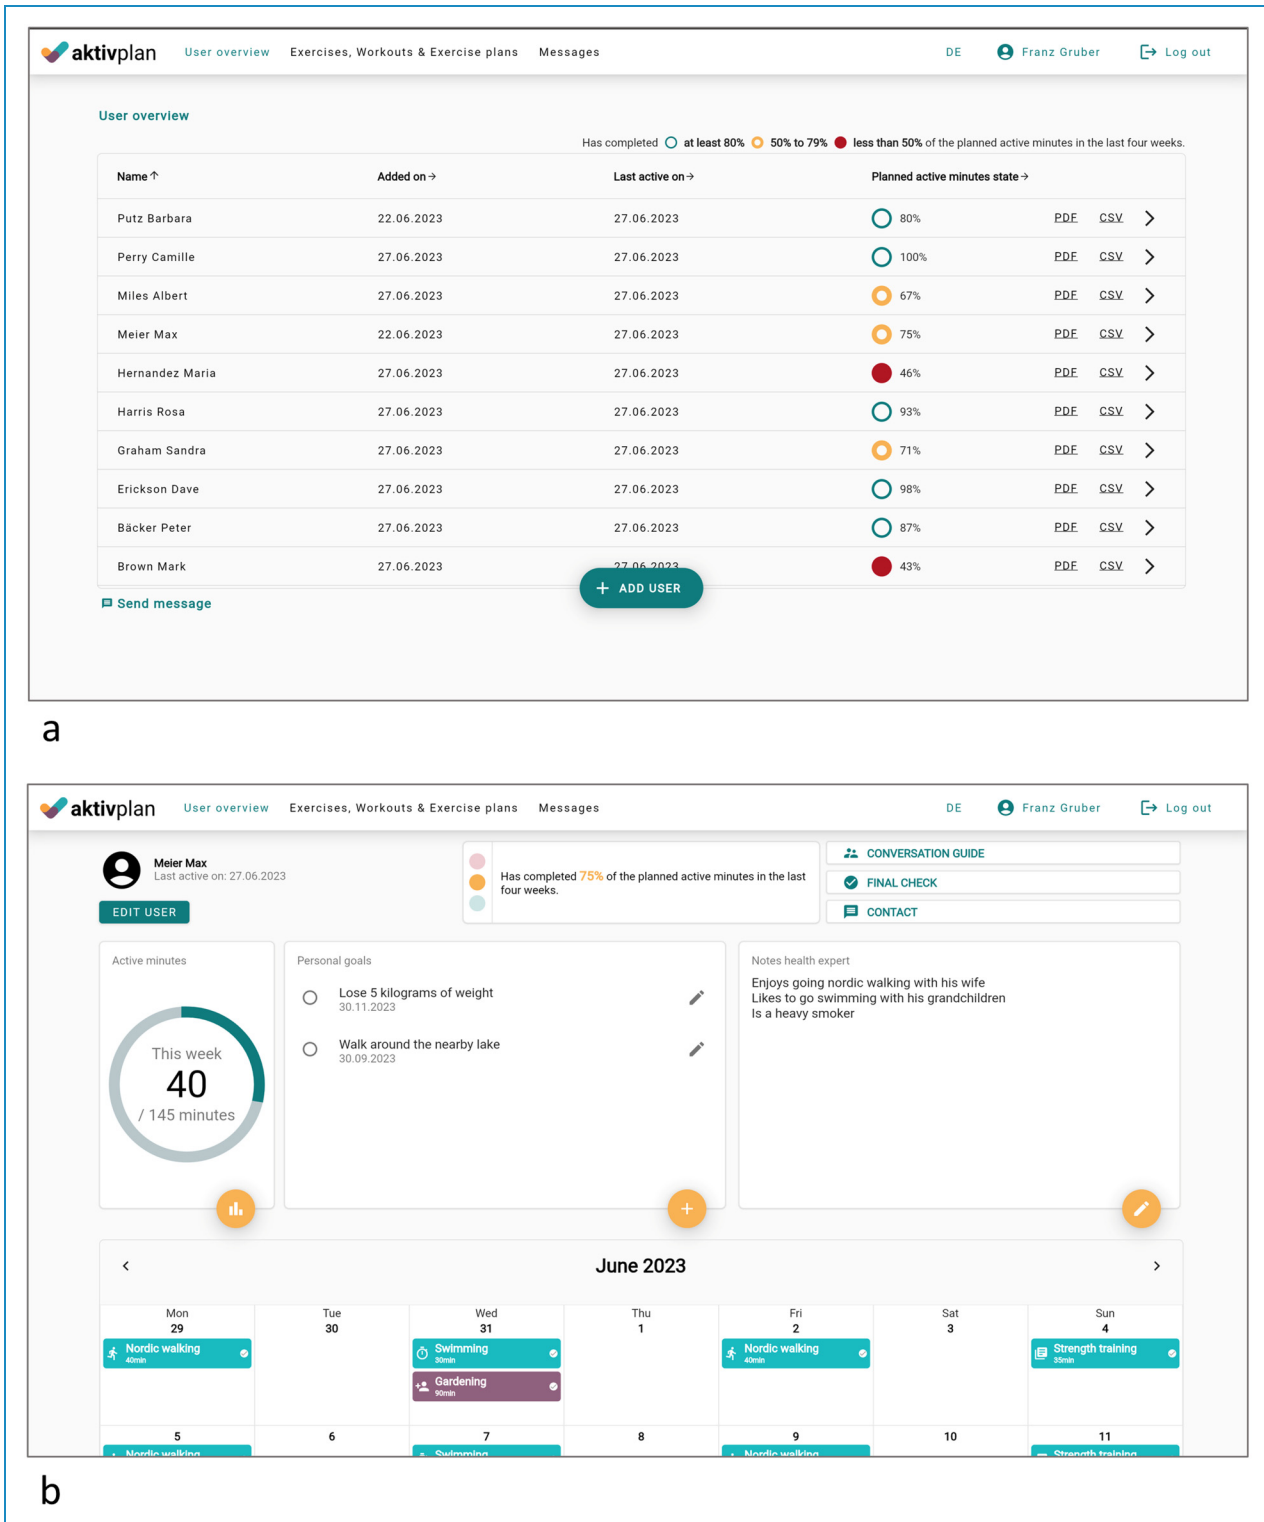 aktivplan User overview Exercises, Workouts & Exercise plans Messages DE Franz Gruber Log out
User overview
Has completed at least 80% 50% to 79% less than 50% of the planned active minutes in the last four weeks.
Name Added on Last active on Planned active minutes state
Putz Barbara 22.06.2023 27.06.2023 80% PDF CSV
Perry Camille 27.06.2023 27.06.2023 100% PDF CSV
Miles Albert 27.06.2023 27.06.2023 67% PDF CSV
Meier Max 22.06.2023 27.06.2023 75% PDF CSV
Hernandez Maria 27.06.2023 27.06.2023 46% PDF CSV
Harris Rosa 27.06.2023 27.06.2023 93% PDF CSV
Graham Sandra 27.06.2023 27.06.2023 71% PDF CSV
Erickson Dave 27.06.2023 27.06.2023 98% PDF CSV
Bäcker Peter 27.06.2023 27.06.2023 87% PDF CSV
Brown Mark 27.06.2023 27.06.2023 43% PDF CSV
+ ADD USER
Send message
a
aktivplan User overview Exercises, Workouts & Exercise plans Messages DE Franz Gruber Log out
Meier Max
Last active on: 27.06.2023
EDIT USER
Has completed 75% of the planned active minutes in the last
four weeks.
CONVERSATION GUIDE
FINAL CHECK
CONTACT
Active minutes
This week
40
/ 145 minutes
Personal goals
Lose 5 kilograms of weight
30.11.2023
Walk around the nearby lake
30.09.2023
Notes health expert
Enjoys going nordic walking with his wife
Likes to go swimming with his grandchildren
Is a heavy smoker
June 2023
Mon Tue Wed Thu Fri Sat Sun
29 30 31 1 2 3 4
Nordic walking Swimming Nordic walking Strength training
40min 30min 40min 35min
Gardening
90min
5 6 7 8 9 10 11
Nordic walking Swimming Nordic walking Strength training
b